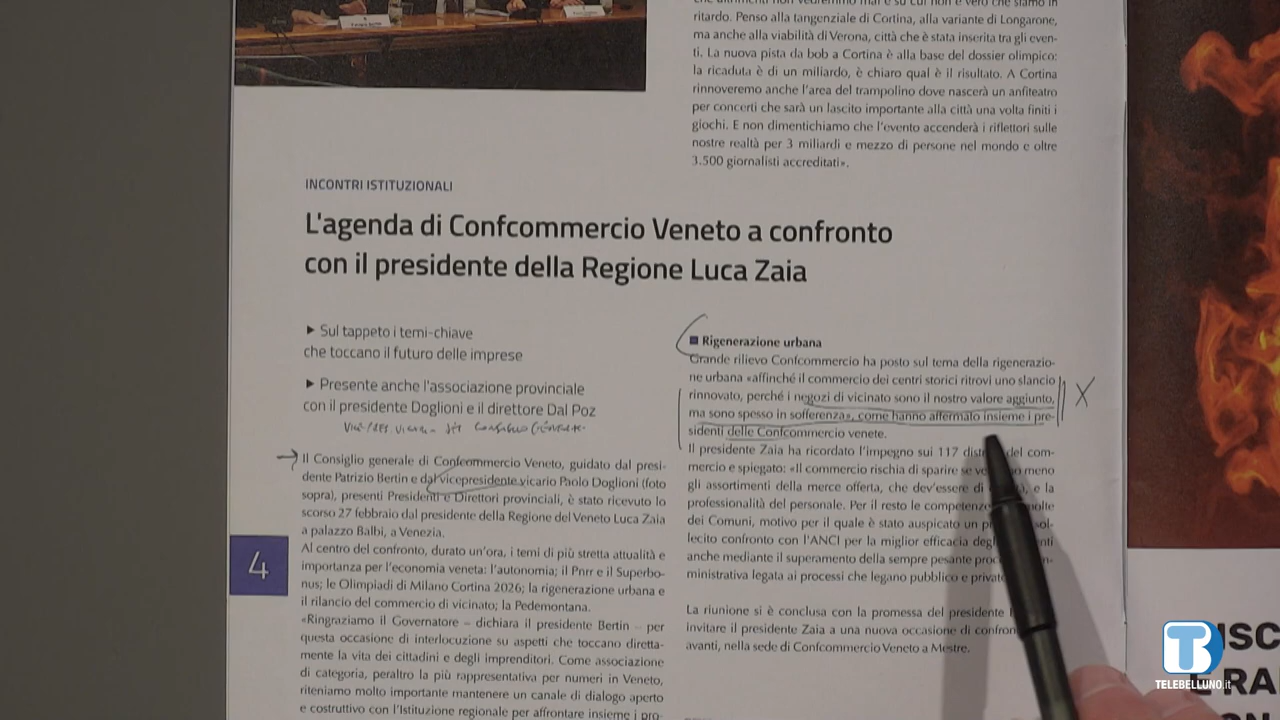 ritardo. Penso alla tangenziale di Cortina, alla variante di Longarone,
ma anche alla viabilità di Verona, città che è stata inserita tra gli even-
ti. La nuova pista da bob a Cortina è alla base del dossier olimpico:
la ricaduta è di un miliardo, è chiaro qual è il risultato. A Cortina
rinnoveremo anche l'area del trampolino dove nascerà un anfiteatro
per concerti che sarà un lascito importante alla città una volta finiti i
giochi. E non dimentichiamo che l'evento accenderà i riflettori sulle
nostre realtà per 3 miliardi e mezzo di persone nel mondo e oltre
3.500 giornalisti accreditati».
INCONTRI ISTITUZIONALI
L'agenda di Confcommercio Veneto a confronto
con il presidente della Regione Luca Zaia
Sul tappeto i temi-chiave
che toccano il futuro delle imprese
Presente anche l'associazione provinciale
con il presidente Doglioni e il direttore Dal Poz
Il Consiglio generale di Confcommercio Veneto, guidato dal presi-
dente Patrizio Bertin e dal vicepresidente vicario Paolo Doglioni (foto
sopra), presenti Presidenti e Direttori provinciali, è stato ricevuto lo
scorso 27 febbraio dal presidente della Regione del Veneto Luca Zaia
a palazzo Balbi, a Venezia.
Al centro del confronto, durato un'ora, i temi di più stretta attualità e
importanza per l'economia veneta: l'autonomia; il Pnrr e il Superbo-
nus; le Olimpiadi di Milano Cortina 2026; la rigenerazione urbana e
il rilancio del commercio di vicinato; la Pedemontana.
«Ringraziamo il Governatore – dichiara il presidente Bertin – per
questa occasione di interlocuzione su aspetti che toccano diretta-
mente la vita dei cittadini e degli imprenditori. Come associazione
di categoria, peraltro la più rappresentativa per numeri in Veneto,
riteniamo molto importante mantenere un canale di dialogo aperto
e costruttivo con l'Istituzione regionale per affrontare insieme i pro-
4
Rigenerazione urbana
Grande rilievo Confcommercio ha posto sul tema della rigenerazio-
ne urbana «affinché il commercio dei centri storici ritrovi uno slancio
rinnovato, perché i negozi di vicinato sono il nostro valore aggiunto,
ma sono spesso in sofferenza», come hanno affermato insieme i pre-
sidenti delle Confcommercio venete.
X
Il presidente Zaia ha ricordato l'impegno sui 117 del com-
mercio e spiegato: «Il commercio rischia di sparire se meno
gli assortimenti della merce offerta, che dev'essere di e la
professionalità del personale. Per il resto le competenze
dei Comuni, motivo per il quale è stato auspicato un
lecito confronto con l'ANCI per la miglior efficacia
anche mediante il superamento della sempre pesante
ministrativa legata ai processi che legano pubblico e
La riunione si è conclusa con la promessa del presidente
invitare il presidente Zaia a una nuova occasione di
avanti, nella sede di Confcommercio Veneto a Mestre.
TELEBELLUNO.it